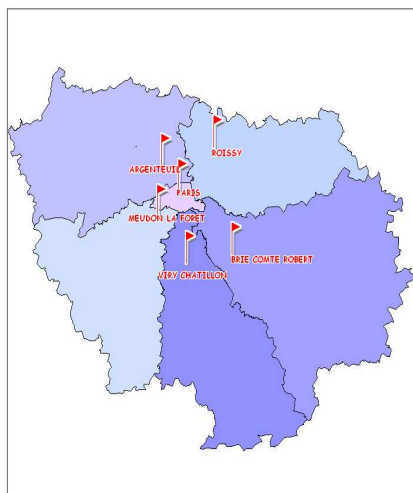 ROISSY
ARGENTEUIL
PARIS
MEUDON LA FORET
BRIE COMTE ROBERT
VIRY CHATILLON